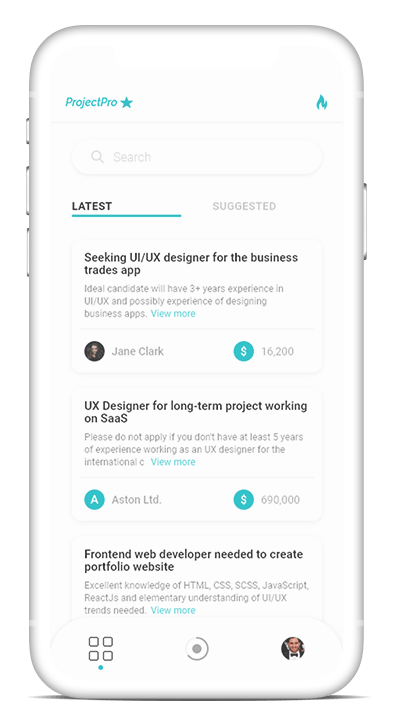 ProjectPro
Search
LATEST
SUGGESTED
Seeking UI/UX designer for the business
trades app
Ideal candidate will have 3+ years experience in
UI/UX and possibly experience of designing
business apps. View more
Jane Clark
$ 16,200
UX Designer for long-term project working
on SaaS
Please do not apply if you don't have at least 5 years
of experience working as an UX designer for the
international c View more
A Aston Ltd.
$ 690,000
Frontend web developer needed to create
portfolio website
Excellent knowledge of HTML, CSS, SCSS, JavaScript,
ReactJs and elementary understanding of UI/UX
trends needed. View more